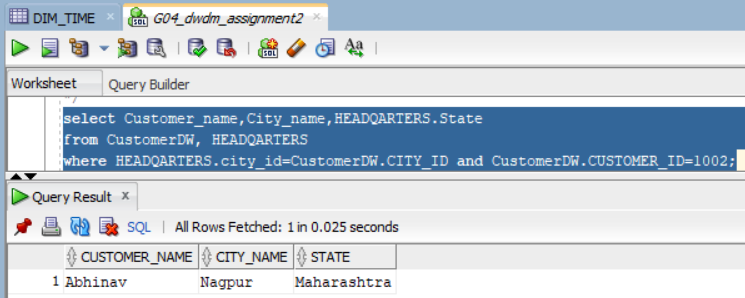 DIM_TIME G04_dwdm_assignment2
SQL Aa
Worksheet Query Builder
*/
select Customer_name,City_name,HEADQARTERS.State
from CustomerDW, HEADQARTERS
where HEADQARTERS.city_id=CustomerDW.CITY_ID and CustomerDW.CUSTOMER_ID=1002;
Query Result x
SQL | All Rows Fetched: 1 in 0.025 seconds
CUSTOMER_NAME CITY_NAME STATE
1 Abhinav Nagpur Maharashtra